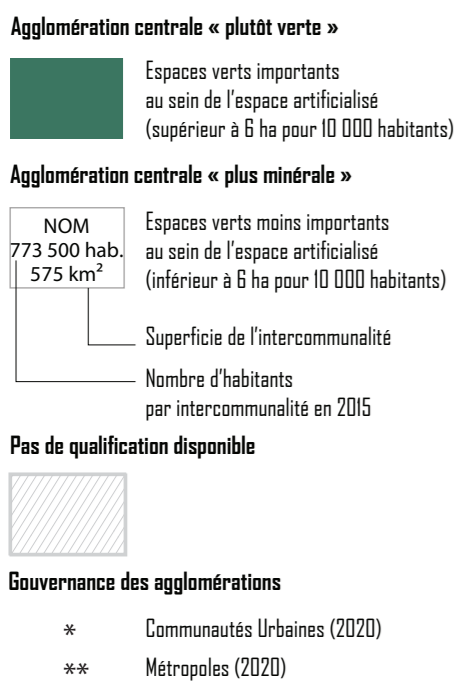 Agglomération centrale « plutôt verte »
Espaces verts importants
au sein de l'espace artificialisé
(supérieur à 6 ha pour 10 000 habitants)
Agglomération centrale « plus minérale »
NOM
773 500 hab.
575 km²
Espaces verts moins importants
au sein de l'espace artificialisé
(inférieur à 6 ha pour 10 000 habitants)
Superficie de l'intercommunalité
Nombre d'habitants
par intercommunalité en 2015
Pas de qualification disponible
Gouvernance des agglomérations
* Communautés Urbaines (2020)
** Métropoles (2020)